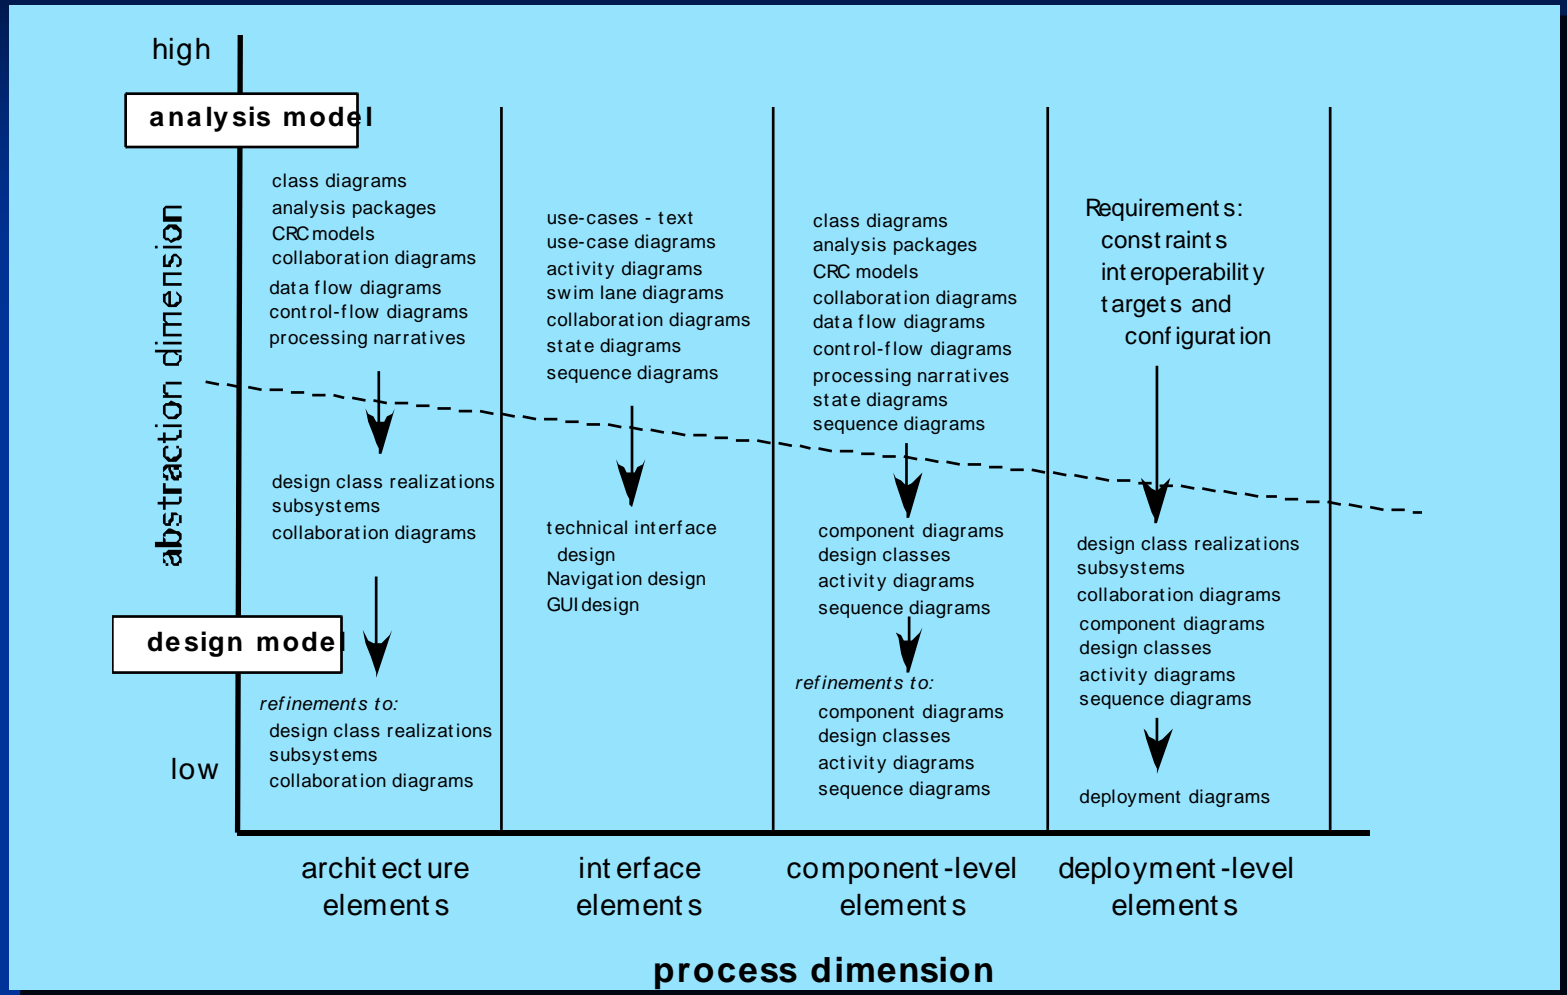 high
analysis model
abstraction dimension
class diagrams
analysis packages
CRC models
collaboration diagrams
data flow diagrams
control-flow diagrams
processing narratives
design class realizations
subsystems
collaboration diagrams
design model
refinements to:
design class realizations
subsystems
collaboration diagrams
low
use-cases - text
use-case diagrams
activity diagrams
swim lane diagrams
collaboration diagrams
state diagrams
sequence diagrams
technical interface
design
Navigation design
GUI design
class diagrams
analysis packages
CRC models
collaboration diagrams
data flow diagrams
control-flow diagrams
processing narratives
state diagrams
sequence diagrams
component diagrams
design classes
activity diagrams
sequence diagrams
refinements to:
component diagrams
design classes
activity diagrams
sequence diagrams
Requirements:
constraints
interoperability
targets and
configuration
design class realizations
subsystems
collaboration diagrams
component diagrams
design classes
activity diagrams
sequence diagrams
deployment diagrams
architecture
elements
interface
elements
component-level
elements
deployment-level
elements
process dimension